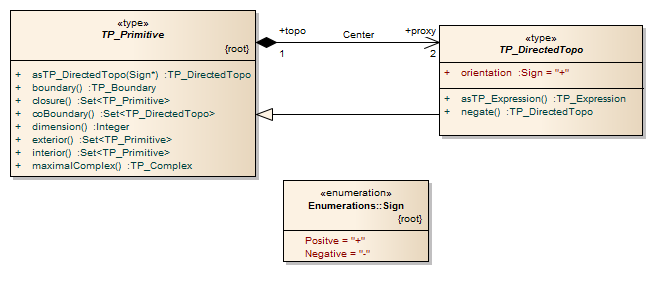 «type»
TP_Primitive
{root}
+ asTP_DirectedTopo(Sign*) :TP_DirectedTopo
+ boundary() :TP_Boundary
+ closure() :Set<TP_Primitive>
+ coBoundary() :Set<TP_DirectedTopo>
+ dimension() :Integer
+ exterior() :Set<TP_Primitive>
+ interior() :Set<TP_Primitive>
+ maximalComplex() :TP_Complex
+topo Center +proxy
1 2
«type»
TP_DirectedTopo
+ orientation :Sign = "+"
+ asTP_Expression() :TP_Expression
+ negate() :TP_DirectedTopo
«enumeration»
Enumerations::Sign
{root}
Positve = "+"
Negative = "-"